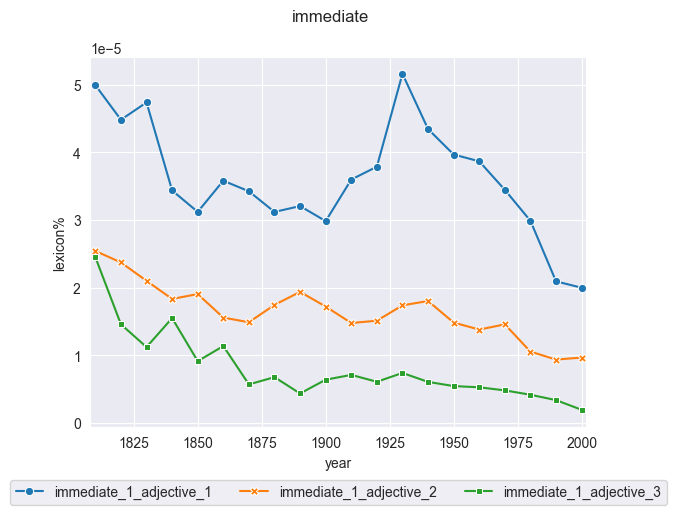 immediate
1e−5
5
4
3
2
1
0
lexicon%
1825 1850 1875 1900 1925 1950 1975 2000
year
immediate_1_adjective_1 immediate_1_adjective_2 immediate_1_adjective_3